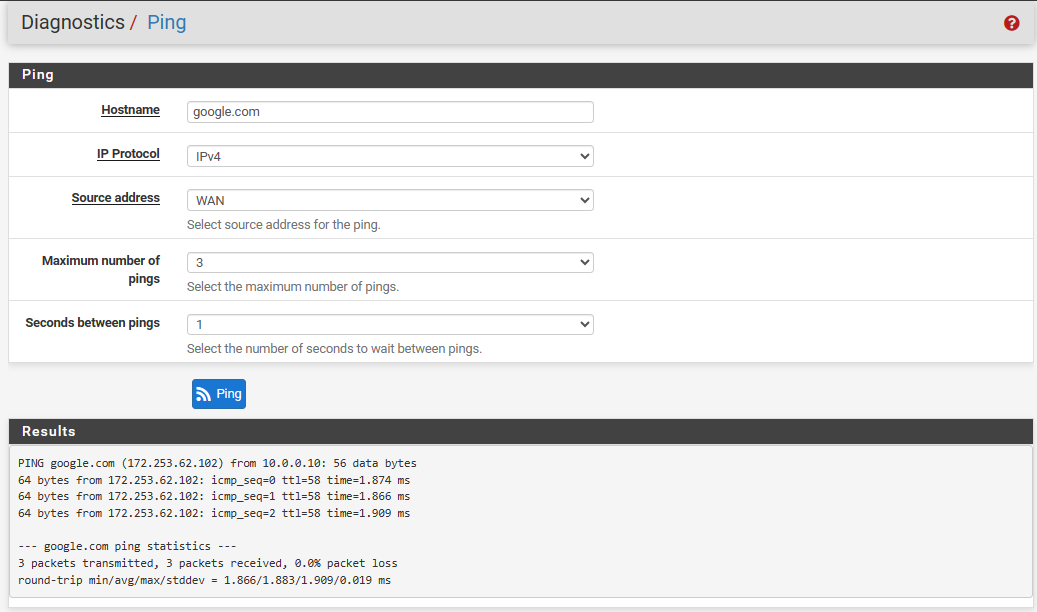 Diagnostics / Ping
Ping
Hostname
google.com
IP Protocol
IPv4
Source address
WAN
Select source address for the ping.
Maximum number of
pings
3
Select the maximum number of pings.
Seconds between pings
1
Select the number of seconds to wait between pings.
Ping
Results
PING google.com (172.253.62.102) from 10.0.0.10: 56 data bytes
64 bytes from 172.253.62.102: icmp_seq=0 ttl=58 time=1.874 ms
64 bytes from 172.253.62.102: icmp_seq=1 ttl=58 time=1.866 ms
64 bytes from 172.253.62.102: icmp_seq=2 ttl=58 time=1.909 ms
--- google.com ping statistics ---
3 packets transmitted, 3 packets received, 0.0% packet loss
round-trip min/avg/max/stddev = 1.866/1.883/1.909/0.019 ms